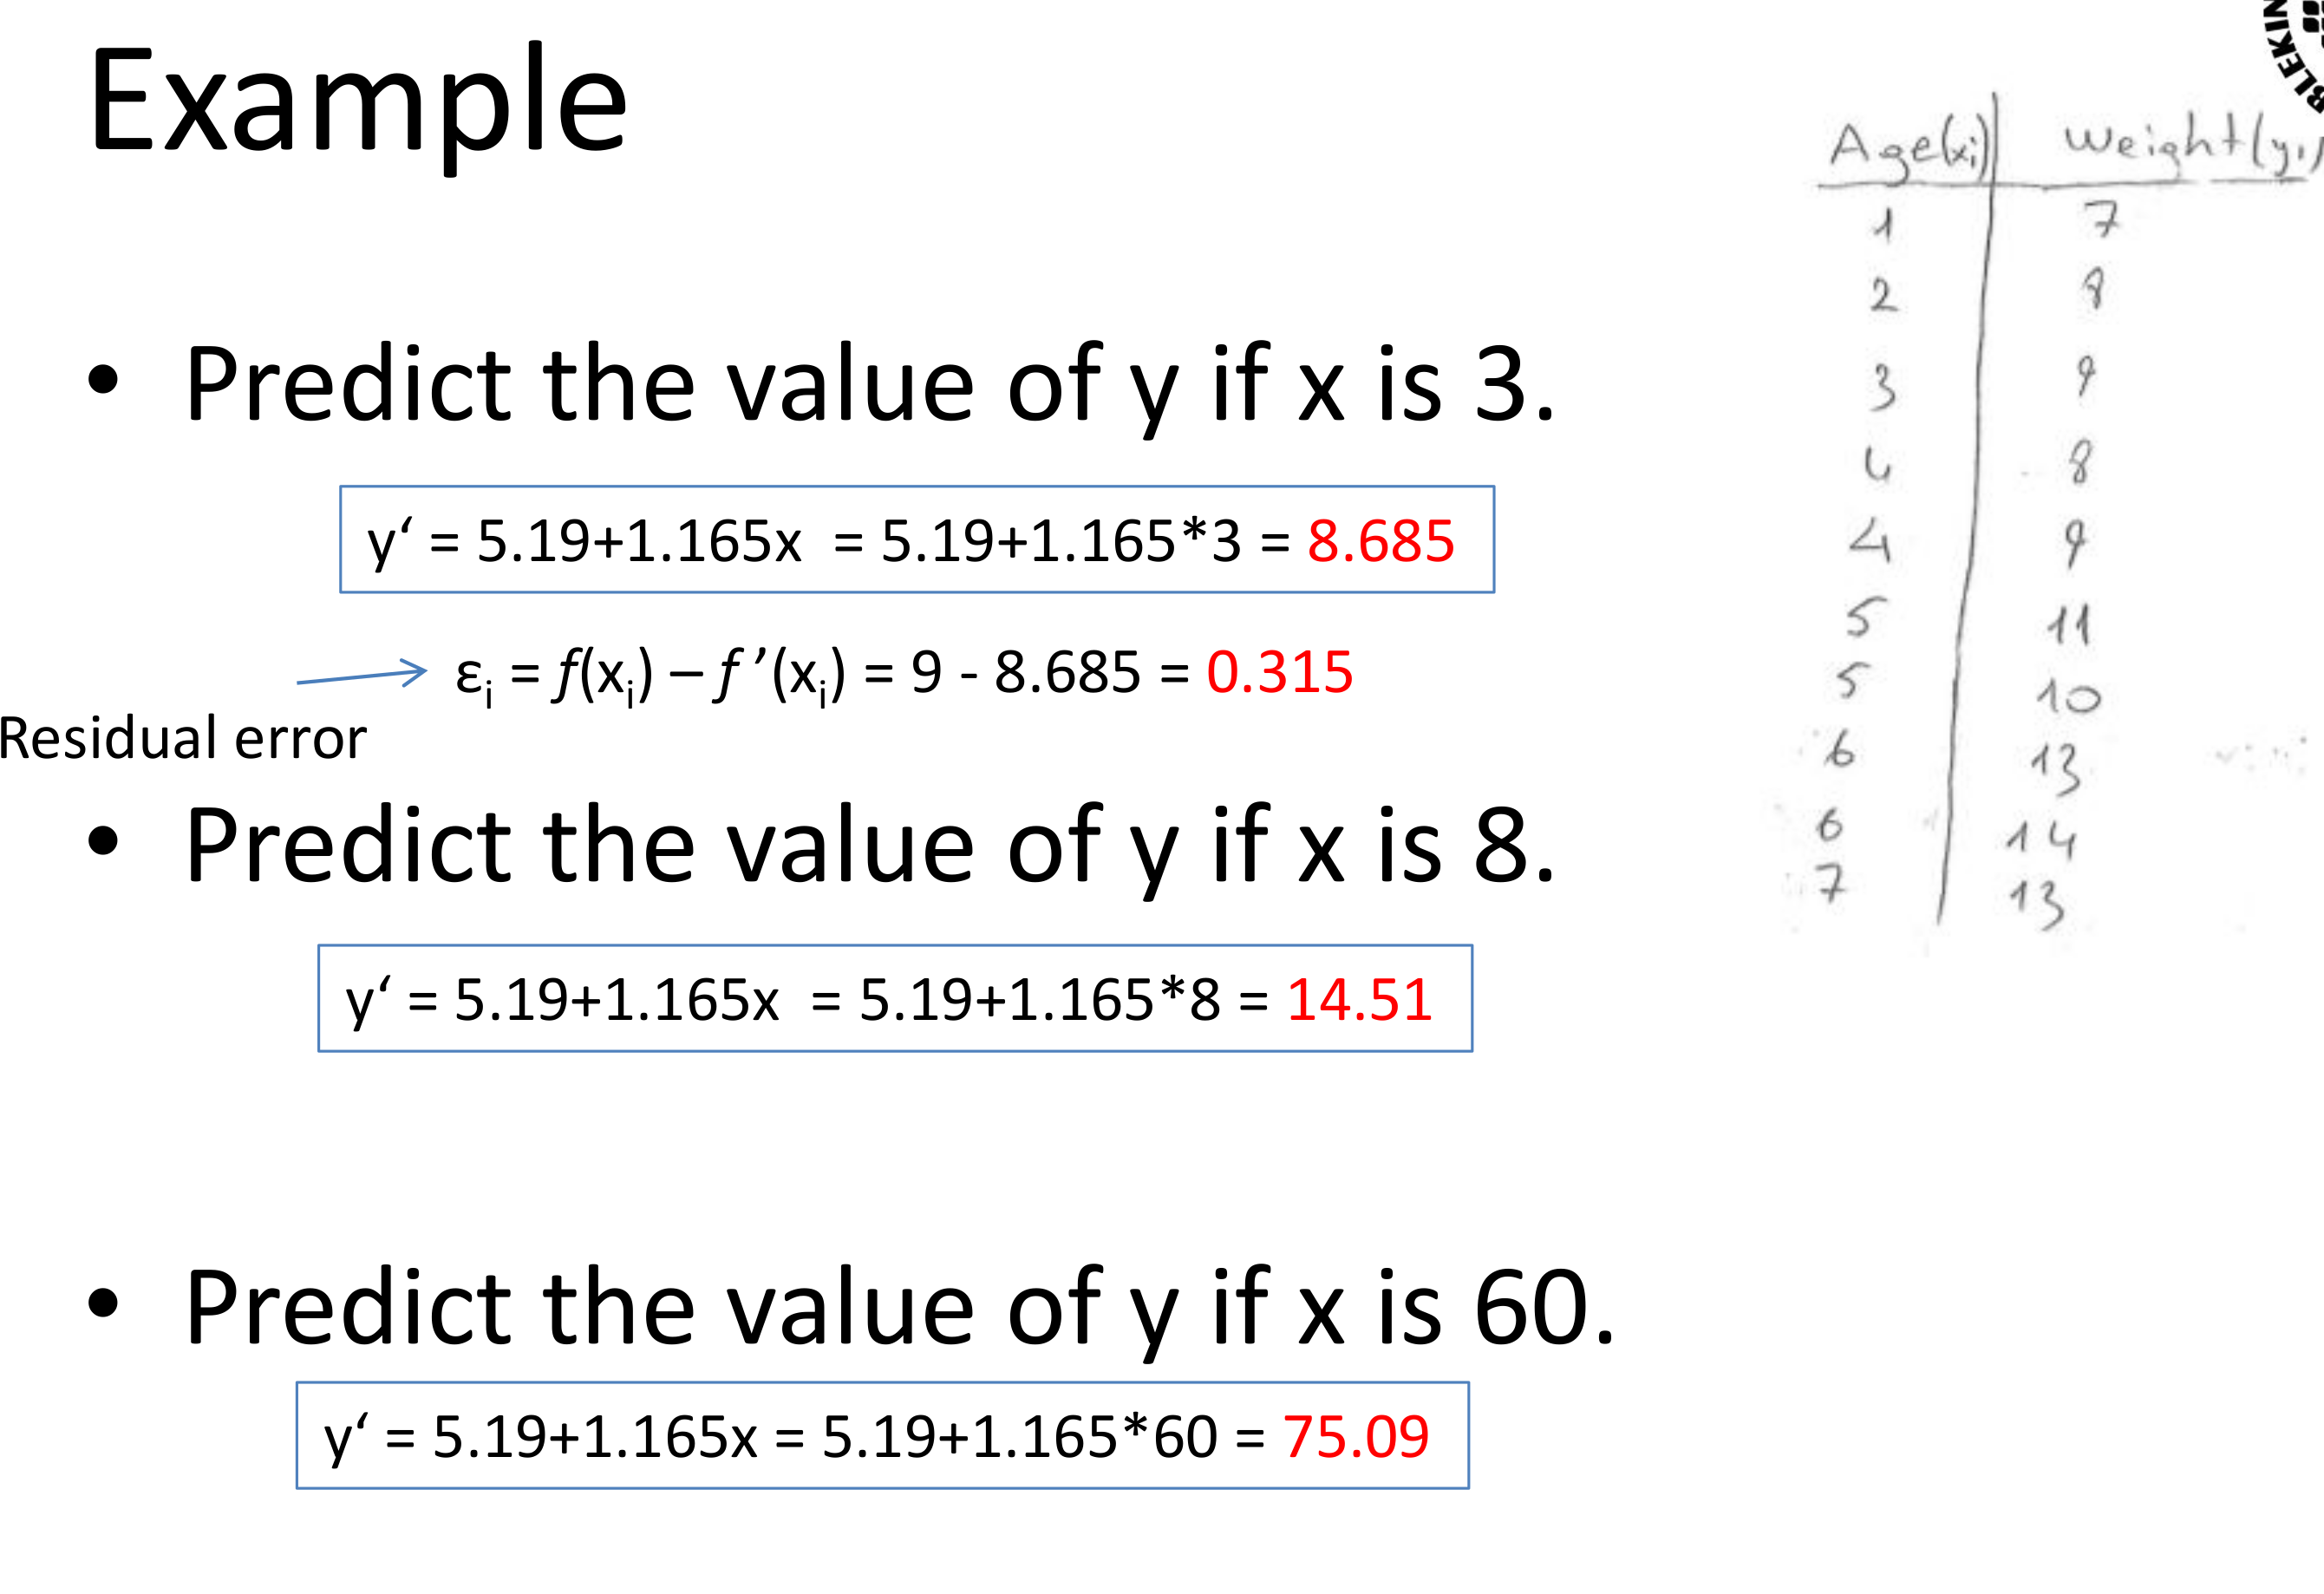 Example
Age(xi) Weight(yi)
1 7
2 8
3 9
4 8
4 9
5 11
5 10
6 13
6 14
7 13
• Predict the value of y if x is 3.
y‘ = 5.19+1.165x = 5.19+1.165*3 = 8.685
εi = f(xi) – f ’(xi) = 9 - 8.685 = 0.315
Residual error
• Predict the value of y if x is 8.
y‘ = 5.19+1.165x = 5.19+1.165*8 = 14.51
• Predict the value of y if x is 60.
y‘ = 5.19+1.165x = 5.19+1.165*60 = 75.09